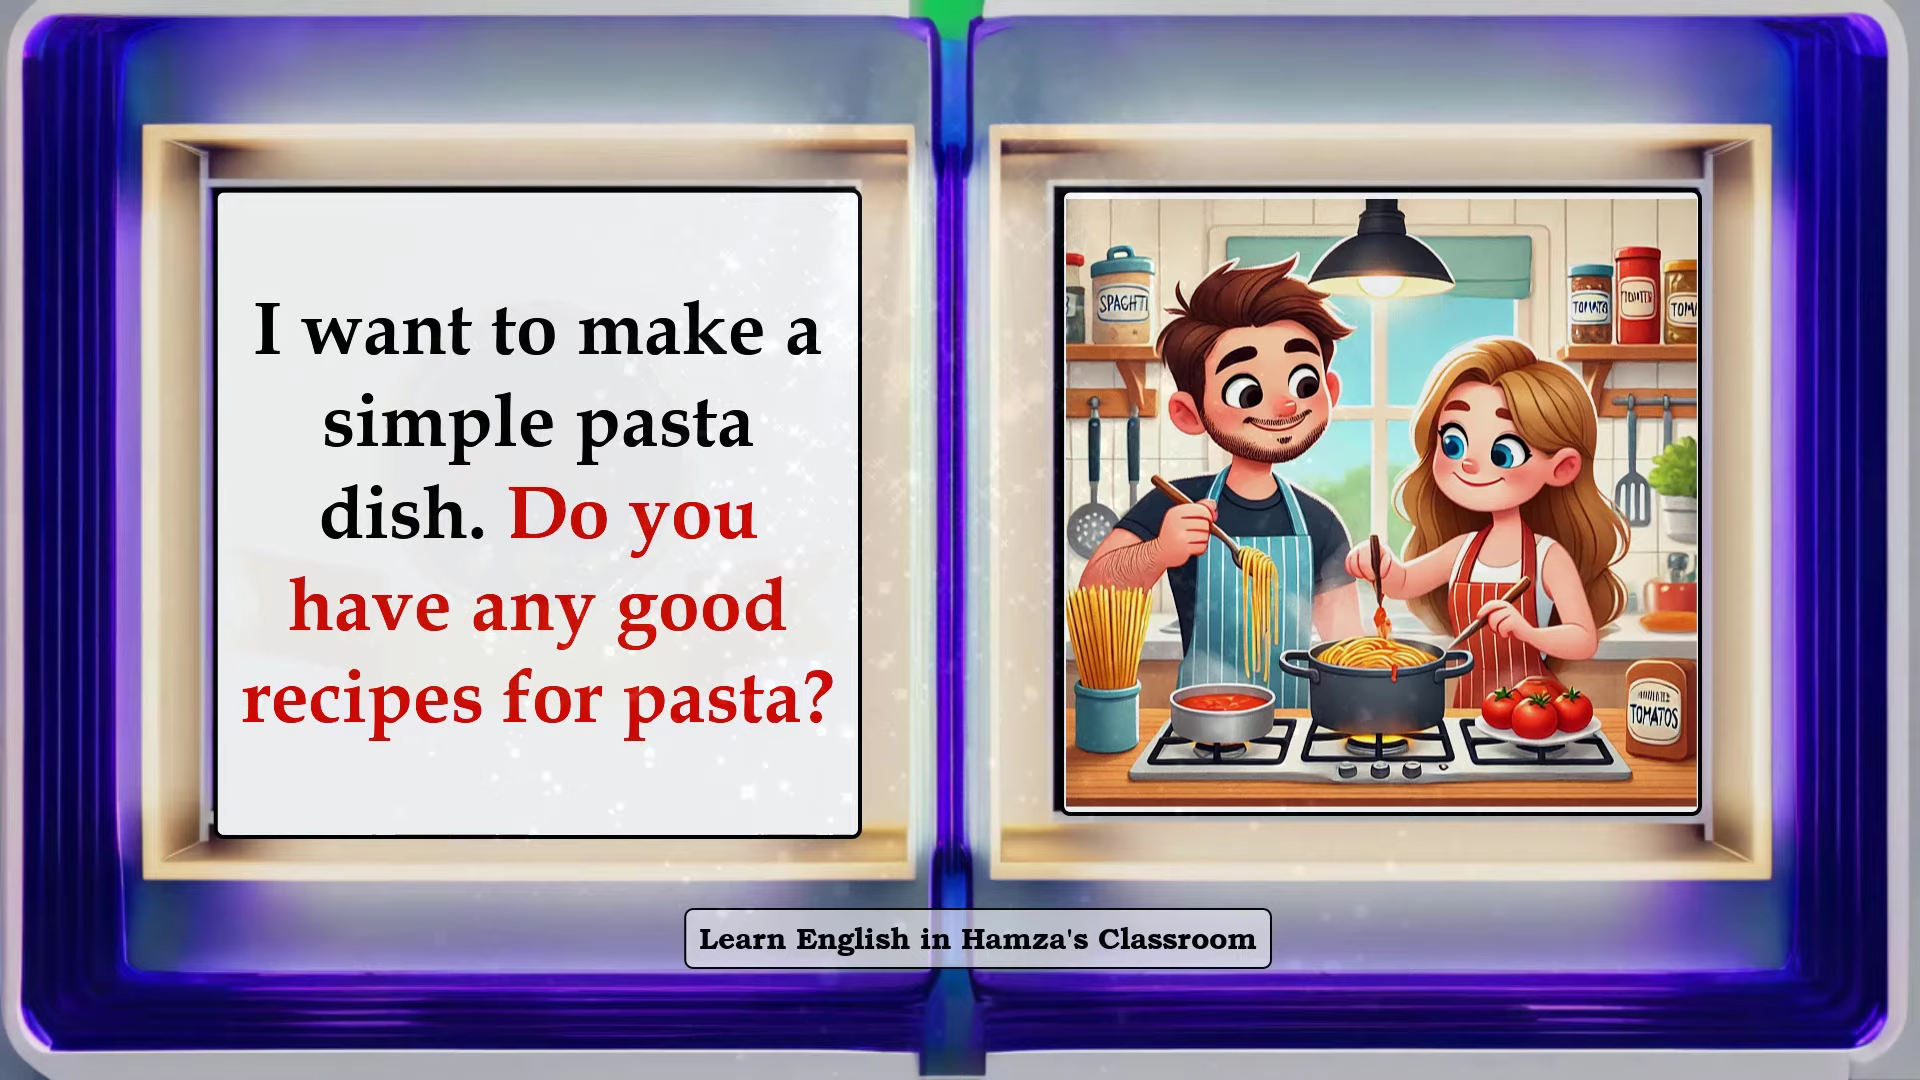 I want to make a
simple pasta
dish. Do you
have any good
recipes for pasta?
SPAGHTI
TOMATO
TOMA
TOMATOS
Learn English in Hamza's Classroom